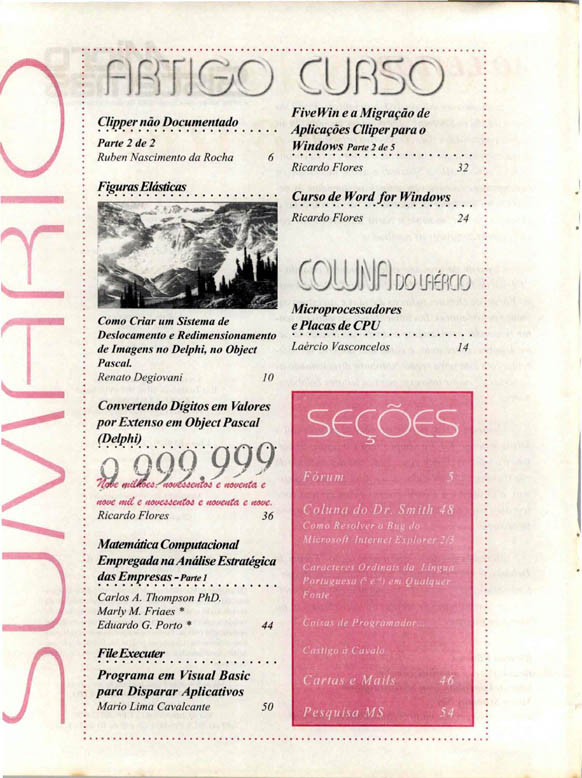 SUMARIO
ARTIGO
Clipper não Documentado
Parte 2 de 2
Ruben Nascimento da Rocha 6
Figuras Elásticas
Como Criar um Sistema de
Deslocamento e Redimensionamento
de Imagens no Delphi, no Object
Pascal.
Renato Degiovani 10
Convertendo Dígitos em Valores
por Extenso em Object Pascal
(Delphi)
9.999.999
Nove milhões, novessentos e noventa e
nove mil e novessentos e noventa e nove.
Ricardo Flores 36
Matemática Computacional
Empregada na Análise Estratégica
das Empresas - Parte 1
Carlos A. Thompson PhD.
Marly M. Friaes *
Eduardo G. Porto * 44
File Executer
Programa em Visual Basic
para Disparar Aplicativos
Mario Lima Cavalcante 50
CURSO
FiveWin e a Migração de
Aplicações Clliper para o
Windows Parte 2 de 5
Ricardo Flores 32
Curso de Word for Windows
Ricardo Flores 24
COLUNA DO LAÉRCIO
Microprocessadores
e Placas de CPU
Laércio Vasconcelos 14
SEÇÕES
Fórum 5
Coluna do Dr. Smith 48
Como Resolver o Bug do
Microsoft Internet Explorer 2/3
Caracteres Ordinais da Língua
Portuguesa (º e ª) em Qualquer
Fonte
Coisas de Programador...
Castigo à Cavalo
Cartas e Mails 46
Pesquisa MS 54